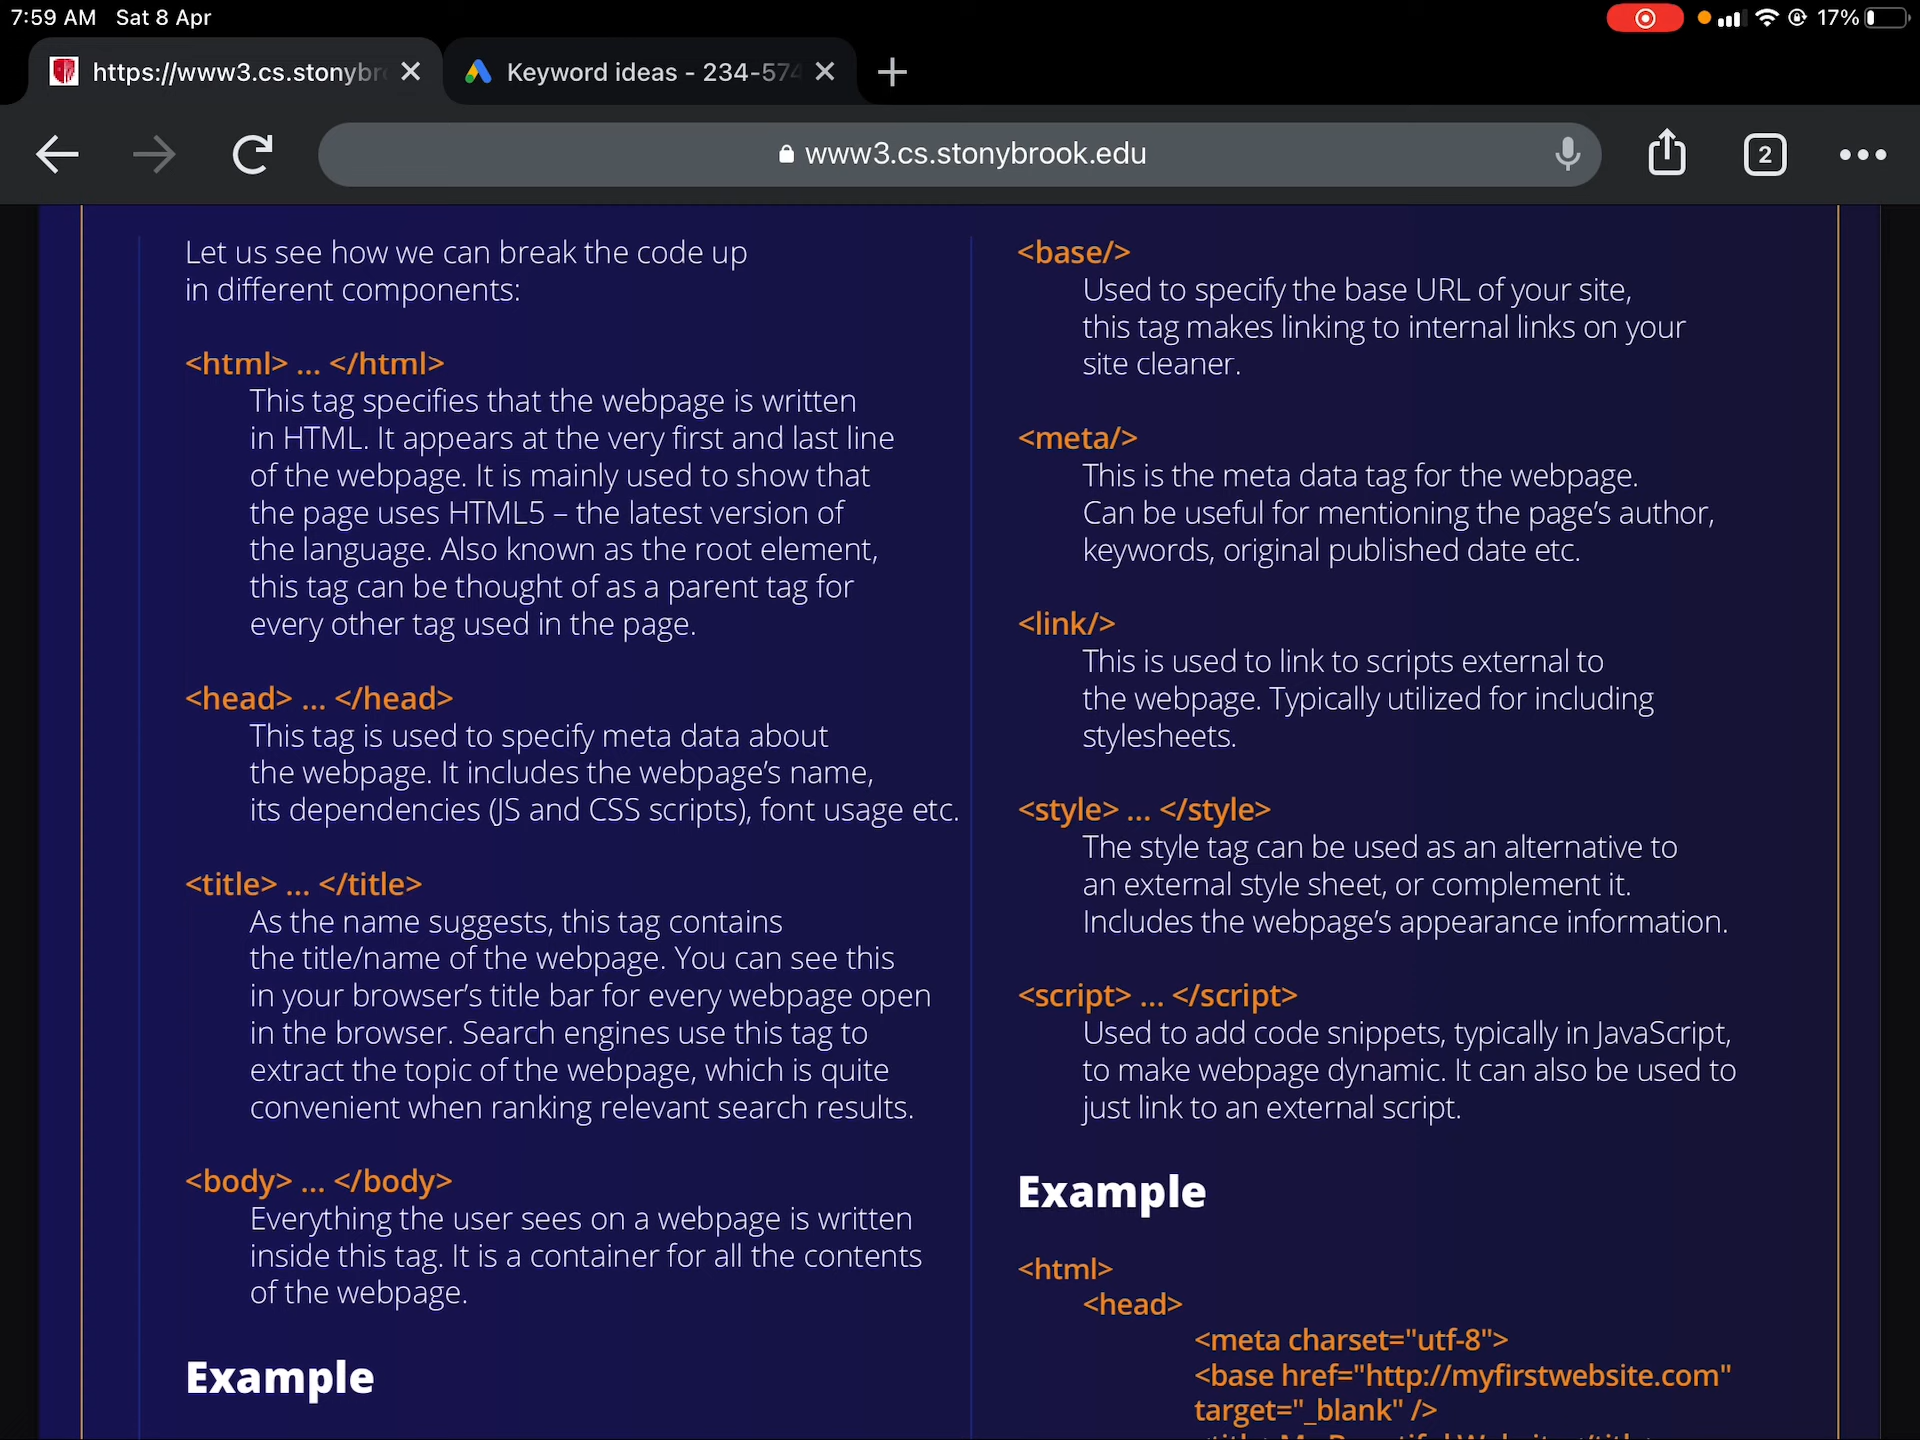 7:59 AM Sat 8 Apr
17%
https://www3.cs.stonybr
Keyword ideas - 234-574
www3.cs.stonybrook.edu
2
Let us see how we can break the code up
in different components:
<html> ... </html>
This tag specifies that the webpage is written
in HTML. It appears at the very first and last line
of the webpage. It is mainly used to show that
the page uses HTML5 – the latest version of
the language. Also known as the root element,
this tag can be thought of as a parent tag for
every other tag used in the page.
<head> ... </head>
This tag is used to specify meta data about
the webpage. It includes the webpage’s name,
its dependencies (JS and CSS scripts), font usage etc.
<title> ... </title>
As the name suggests, this tag contains
the title/name of the webpage. You can see this
in your browser’s title bar for every webpage open
in the browser. Search engines use this tag to
extract the topic of the webpage, which is quite
convenient when ranking relevant search results.
<body> ... </body>
Everything the user sees on a webpage is written
inside this tag. It is a container for all the contents
of the webpage.
Example
<base/>
Used to specify the base URL of your site,
this tag makes linking to internal links on your
site cleaner.
<meta/>
This is the meta data tag for the webpage.
Can be useful for mentioning the page’s author,
keywords, original published date etc.
<link/>
This is used to link to scripts external to
the webpage. Typically utilized for including
stylesheets.
<style> ... </style>
The style tag can be used as an alternative to
an external style sheet, or complement it.
Includes the webpage’s appearance information.
<script> ... </script>
Used to add code snippets, typically in JavaScript,
to make webpage dynamic. It can also be used to
just link to an external script.
Example
<html>
<head>
<meta charset="utf-8">
<base href="http://myfirstwebsite.com"
target="_blank" />